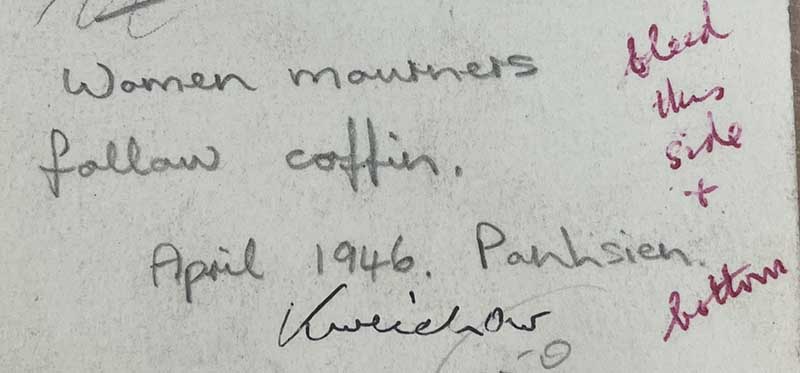 Women mourners
follow coffin.
April 1946. Panhsien.
Kweichow
bleed
this
side
+
bottom